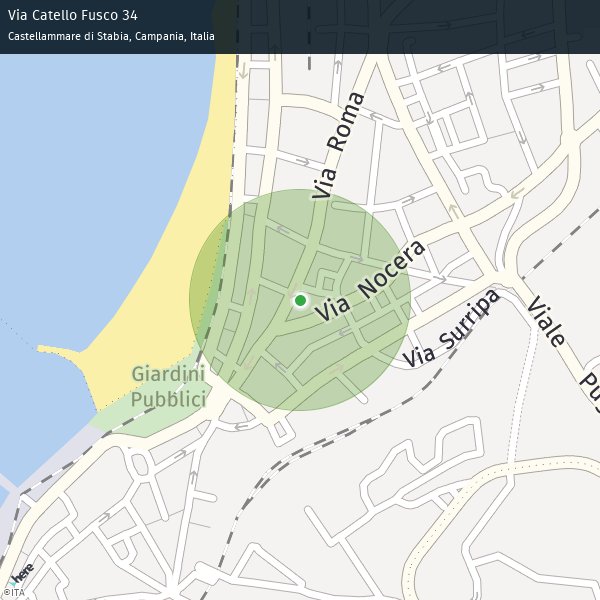 Via Catello Fusco 34
Castellammare di Stabia, Campania, Italia
Via Roma
Via Nocera
Via Surripa
Viale
Pug
Giardini
Pubblici
here
©ITA